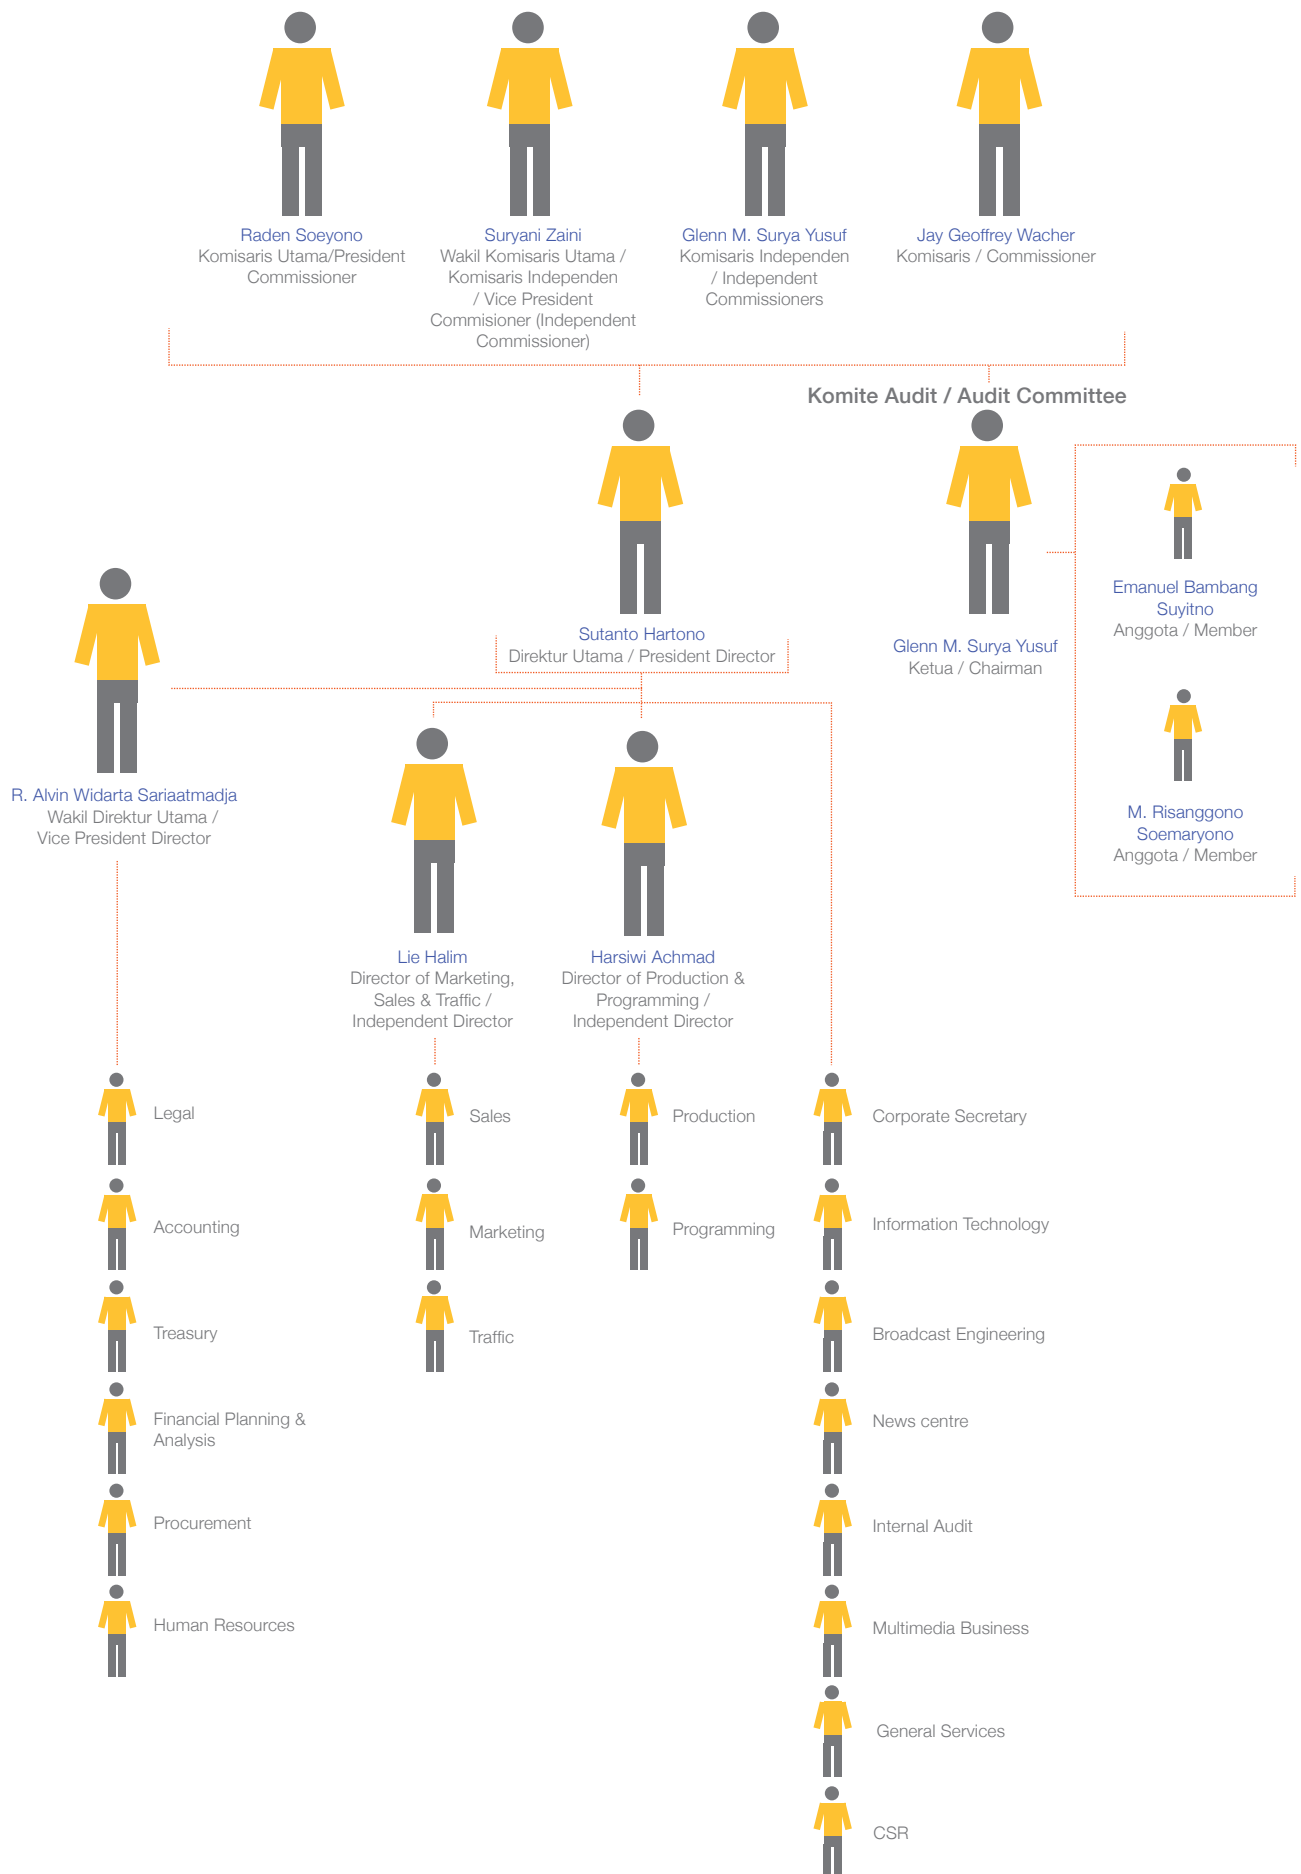 Raden Soeyono
Komisaris Utama/President
Commissioner
Suryani Zaini
Wakil Komisaris Utama /
Komisaris Independen
/ Vice President
Commisioner (Independent
Commissioner)
Glenn M. Surya Yusuf
Komisaris Independen
/ Independent
Commissioners
Jay Geoffrey Wacher
Komisaris / Commissioner
Komite Audit / Audit Committee
Sutanto Hartono
Direktur Utama / President Director
Glenn M. Surya Yusuf
Ketua / Chairman
Emanuel Bambang
Suyitno
Anggota / Member
M. Risanggono
Soemaryono
Anggota / Member
R. Alvin Widarta Sariaatmadja
Wakil Direktur Utama /
Vice President Director
Lie Halim
Director of Marketing,
Sales & Traffic /
Independent Director
Harsiwi Achmad
Director of Production &
Programming /
Independent Director
Legal
Accounting
Treasury
Financial Planning &
Analysis
Procurement
Human Resources
Sales
Marketing
Traffic
Production
Programming
Corporate Secretary
Information Technology
Broadcast Engineering
News centre
Internal Audit
Multimedia Business
General Services
CSR